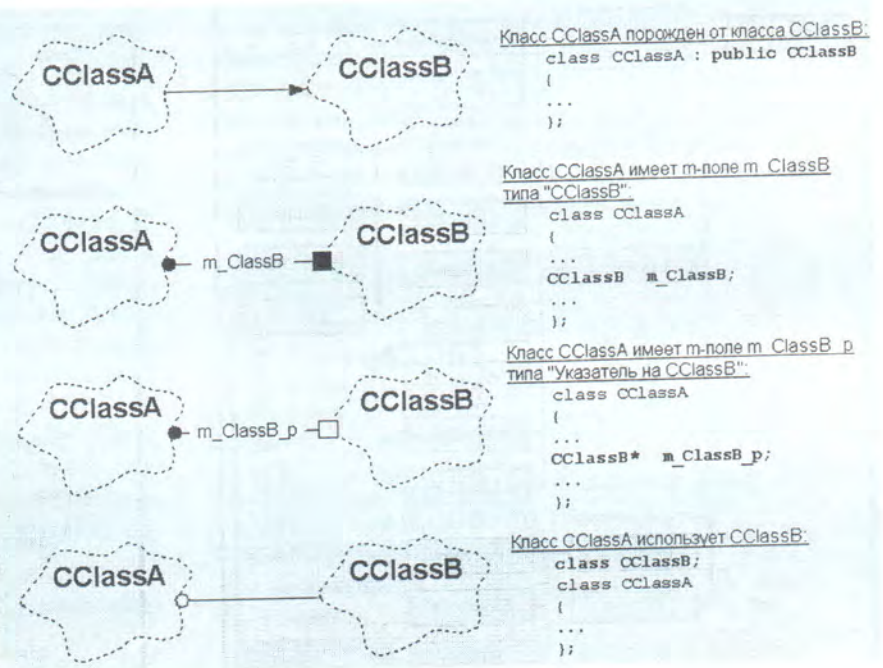 CClassA
CClassB
Класс CClassA порожден от класса CClassB:
class CClassA : public CClassB
{
...
};
CClassA
m_ClassB
CClassB
Класс CClassA имеет m-поле m_ClassB
типа "CClassB":
class CClassA
{
...
CClassB m_ClassB;
...
};
CClassA
m_ClassB_p
CClassB
Класс CClassA имеет m-поле m_ClassB_p
типа "Указатель на CClassB":
class CClassA
{
...
CClassB* m_ClassB_p;
...
};
CClassA
CClassB
Класс CClassA использует CClassB:
class CClassB;
class CClassA
{
...
};